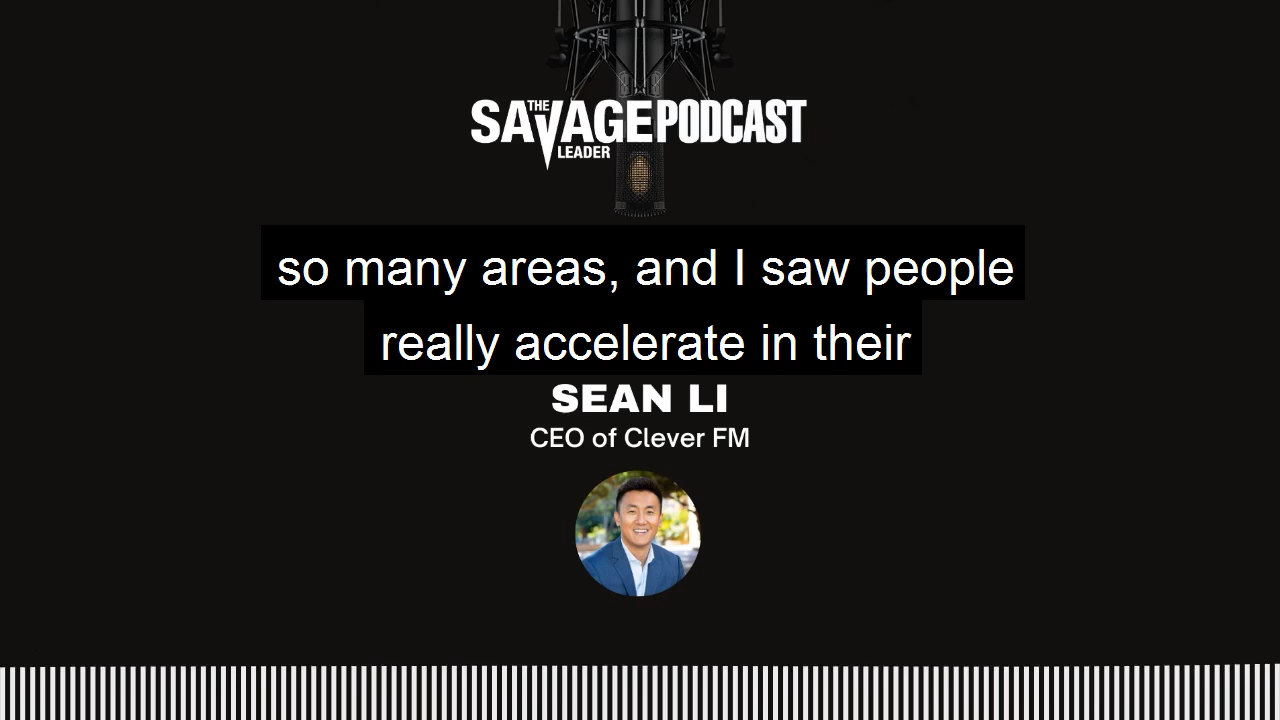 THE
SAVAGE PODCAST
LEADER
so many areas, and I saw people
really accelerate in their
SEAN LI
CEO of Clever FM